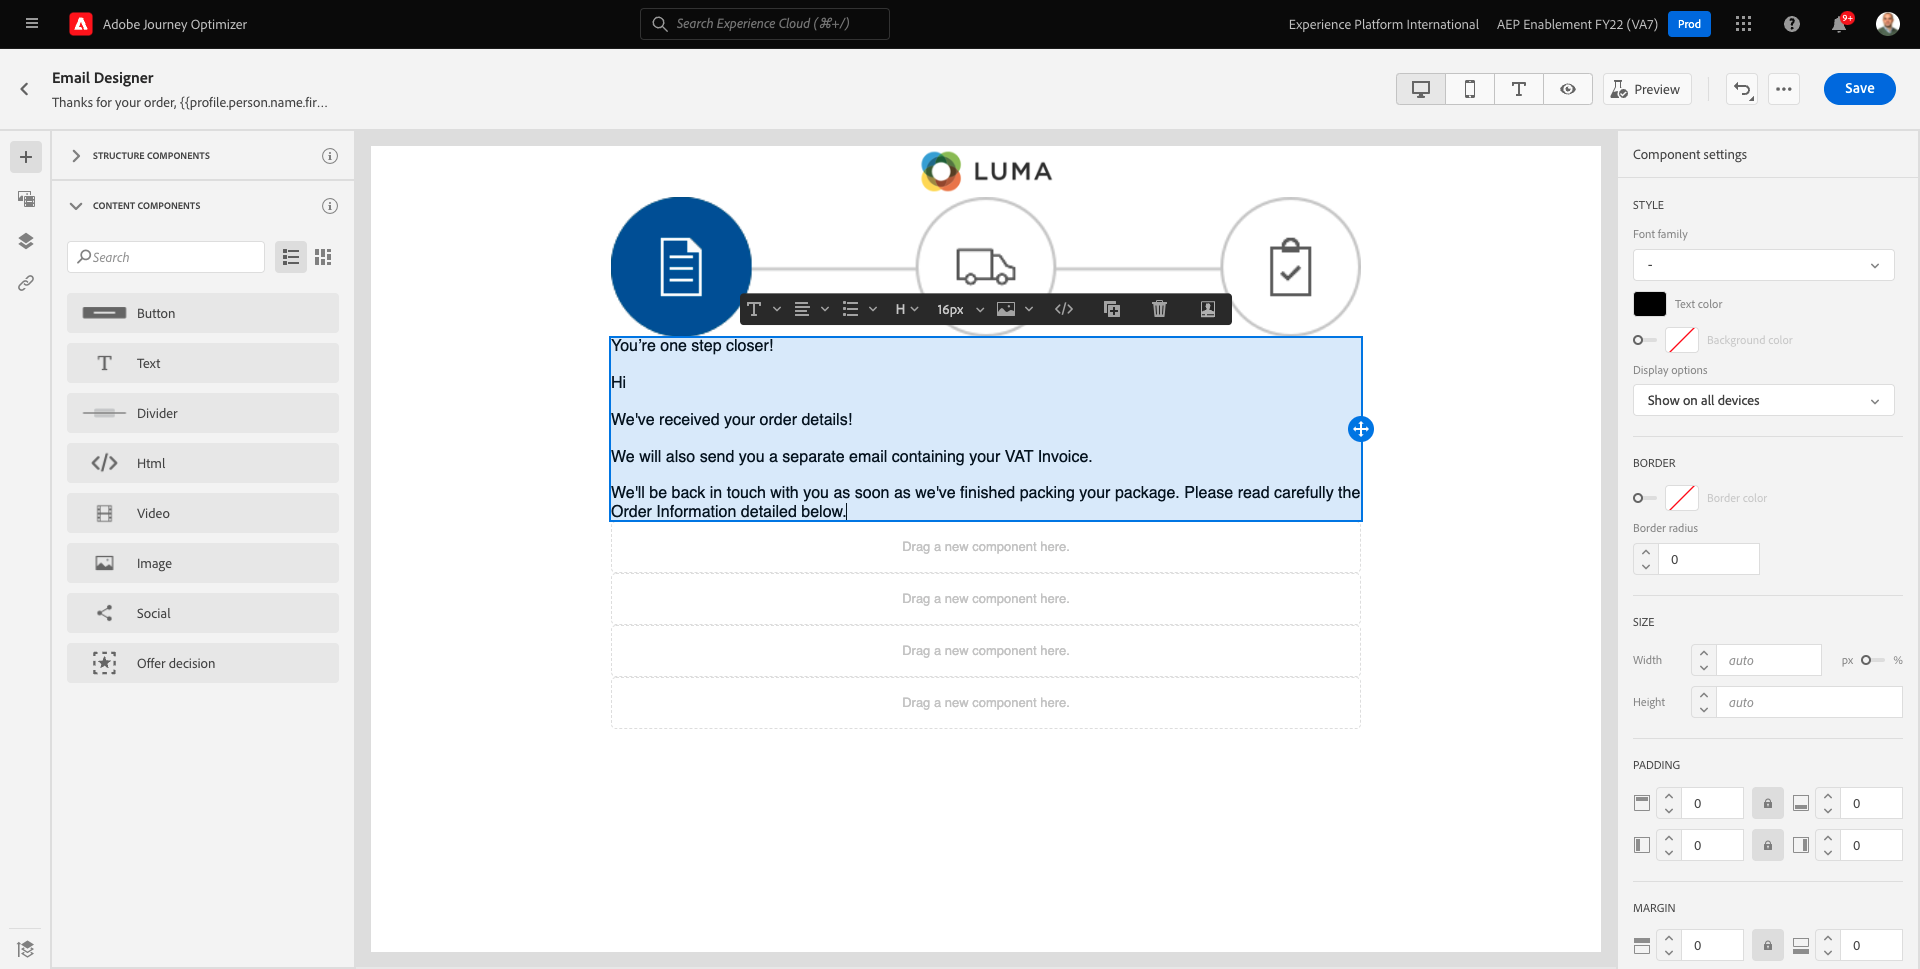 Adobe Journey Optimizer
Search Experience Cloud (⌘+/)
Experience Platform International
AEP Enablement FY22 (VA7)
Prod
9+
Email Designer
Thanks for your order, {{profile.person.name.fir...
Preview
Save
STRUCTURE COMPONENTS
CONTENT COMPONENTS
Search
Button
Text
Divider
Html
Video
Image
Social
Offer decision
LUMA
H
16px
You're one step closer!
Hi
We've received your order details!
We will also send you a separate email containing your VAT Invoice.
We'll be back in touch with you as soon as we've finished packing your package. Please read carefully the
Order Information detailed below.
Drag a new component here.
Drag a new component here.
Drag a new component here.
Drag a new component here.
Component settings
STYLE
Font family
-
Text color
Background color
Display options
Show on all devices
BORDER
Border color
Border radius
0
SIZE
Width
auto
px
%
Height
auto
PADDING
0
0
0
0
MARGIN
0
0